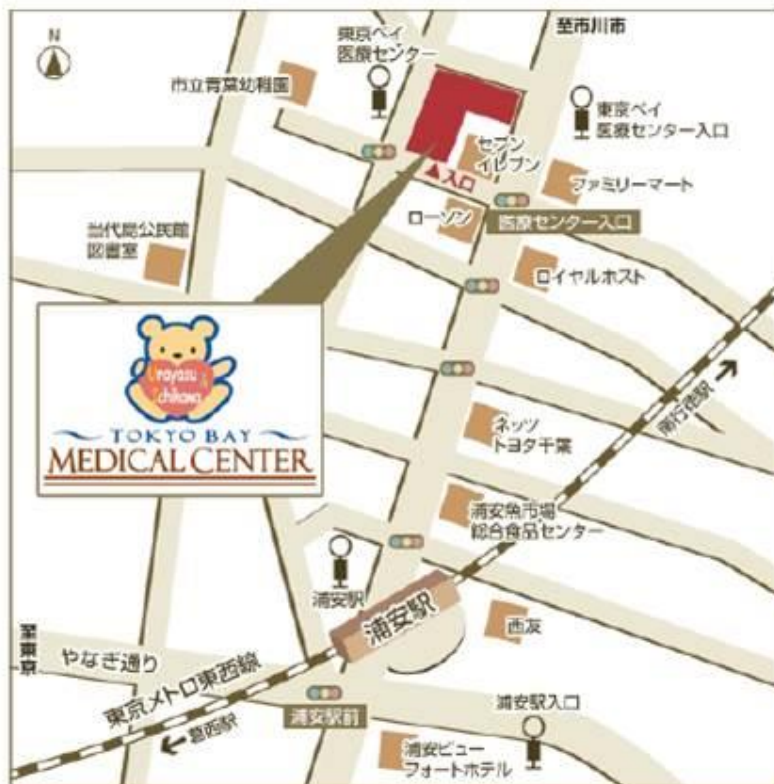 N
東京ベイ
医療センター
至市川市
市立青葉幼稚園
東京ベイ
医療センター入口
セブン
イレブン
入口
ファミリーマート
ローソン
医療センター入口
当代島公民館
図書室
ロイヤルホスト
Urayasu &
Ichikawa
TOKYO BAY
MEDICAL CENTER
南行徳駅
ネッツ
トヨタ千葉
浦安魚市場
総合食品センター
浦安駅
浦安駅
西友
至東京
やなぎ通り
東京メトロ東西線
葛西駅
浦安駅前
浦安駅入口
浦安ビュー
フォートホテル